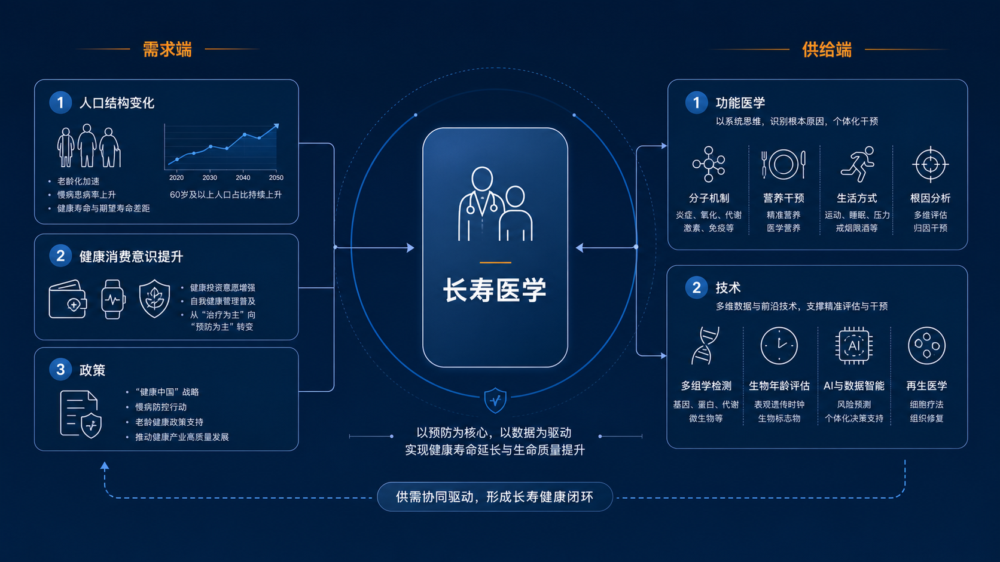 需求端
1 人口结构变化
老龄化加速
慢病患病率上升
健康寿命与期望寿命差距
2020 2030 2040 2050
60岁及以上人口占比持续上升
2 健康消费意识提升
健康投资意愿增强
自我健康管理普及
从“治疗为主”向
“预防为主”转变
3 政策
“健康中国”战略
慢病防控行动
老龄健康政策支持
推动健康产业高质量发展
长寿医学
以预防为核心，以数据为驱动
实现健康寿命延长与生命质量提升
供给端
1 功能医学
以系统思维，识别根本原因，个体化干预
分子机制 营养干预 生活方式 根因分析
炎症、氧化、代谢 精准营养 运动、睡眠、压力 多维评估
激素、免疫等 医学营养 戒烟限酒等 归因干预
2 技术
多维数据与前沿技术，支撑精准评估与干预
AI
多组学检测 生物年龄评估 AI与数据智能 再生医学
基因、蛋白、代谢 表观遗传时钟 风险预测 细胞疗法
微生物等 生物标志物 个体化决策支持 组织修复
供需协同驱动，形成长寿健康闭环